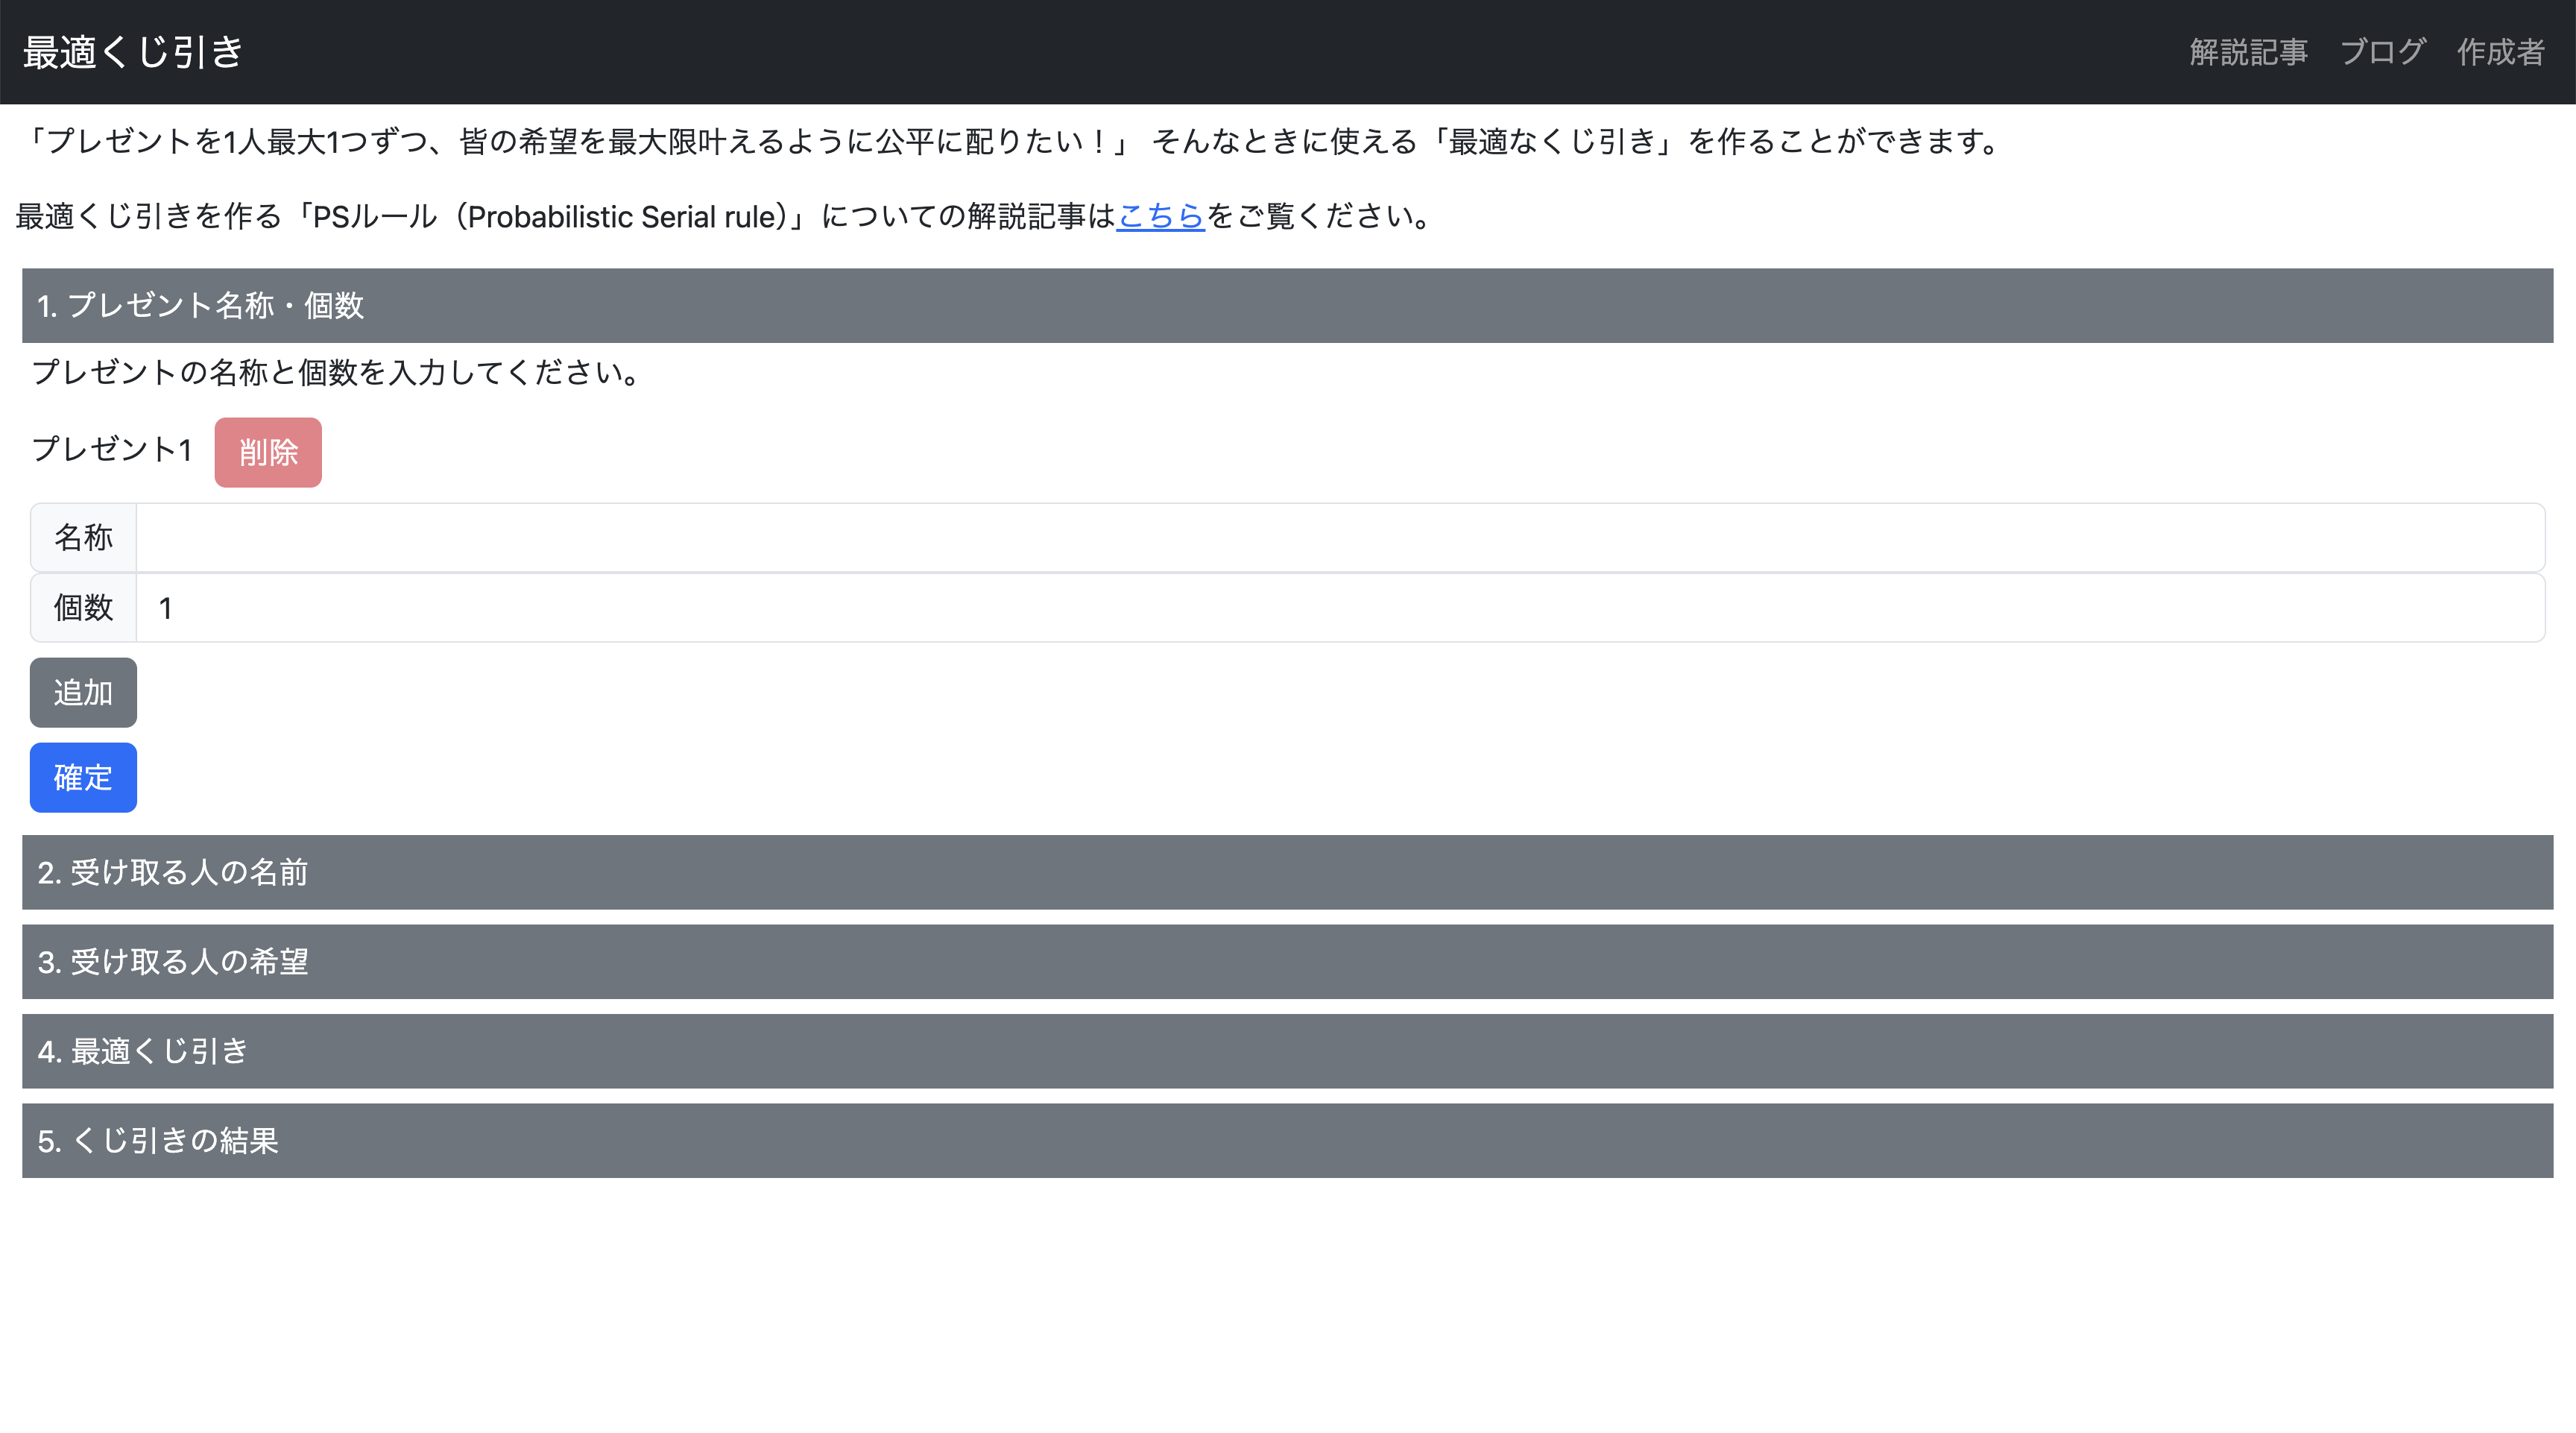 最適くじ引き
解説記事 ブログ 作成者
「プレゼントを1人最大1つずつ、皆の希望を最大限叶えるように公平に配りたい！」 そんなときに使える「最適なくじ引き」を作ることができます。
最適くじ引きを作る「PSルール（Probabilistic Serial rule）」についての解説記事はこちらをご覧ください。
1. プレゼント名称・個数
プレゼントの名称と個数を入力してください。
プレゼント1 削除
名称
個数 1
追加
確定
2. 受け取る人の名前
3. 受け取る人の希望
4. 最適くじ引き
5. くじ引きの結果